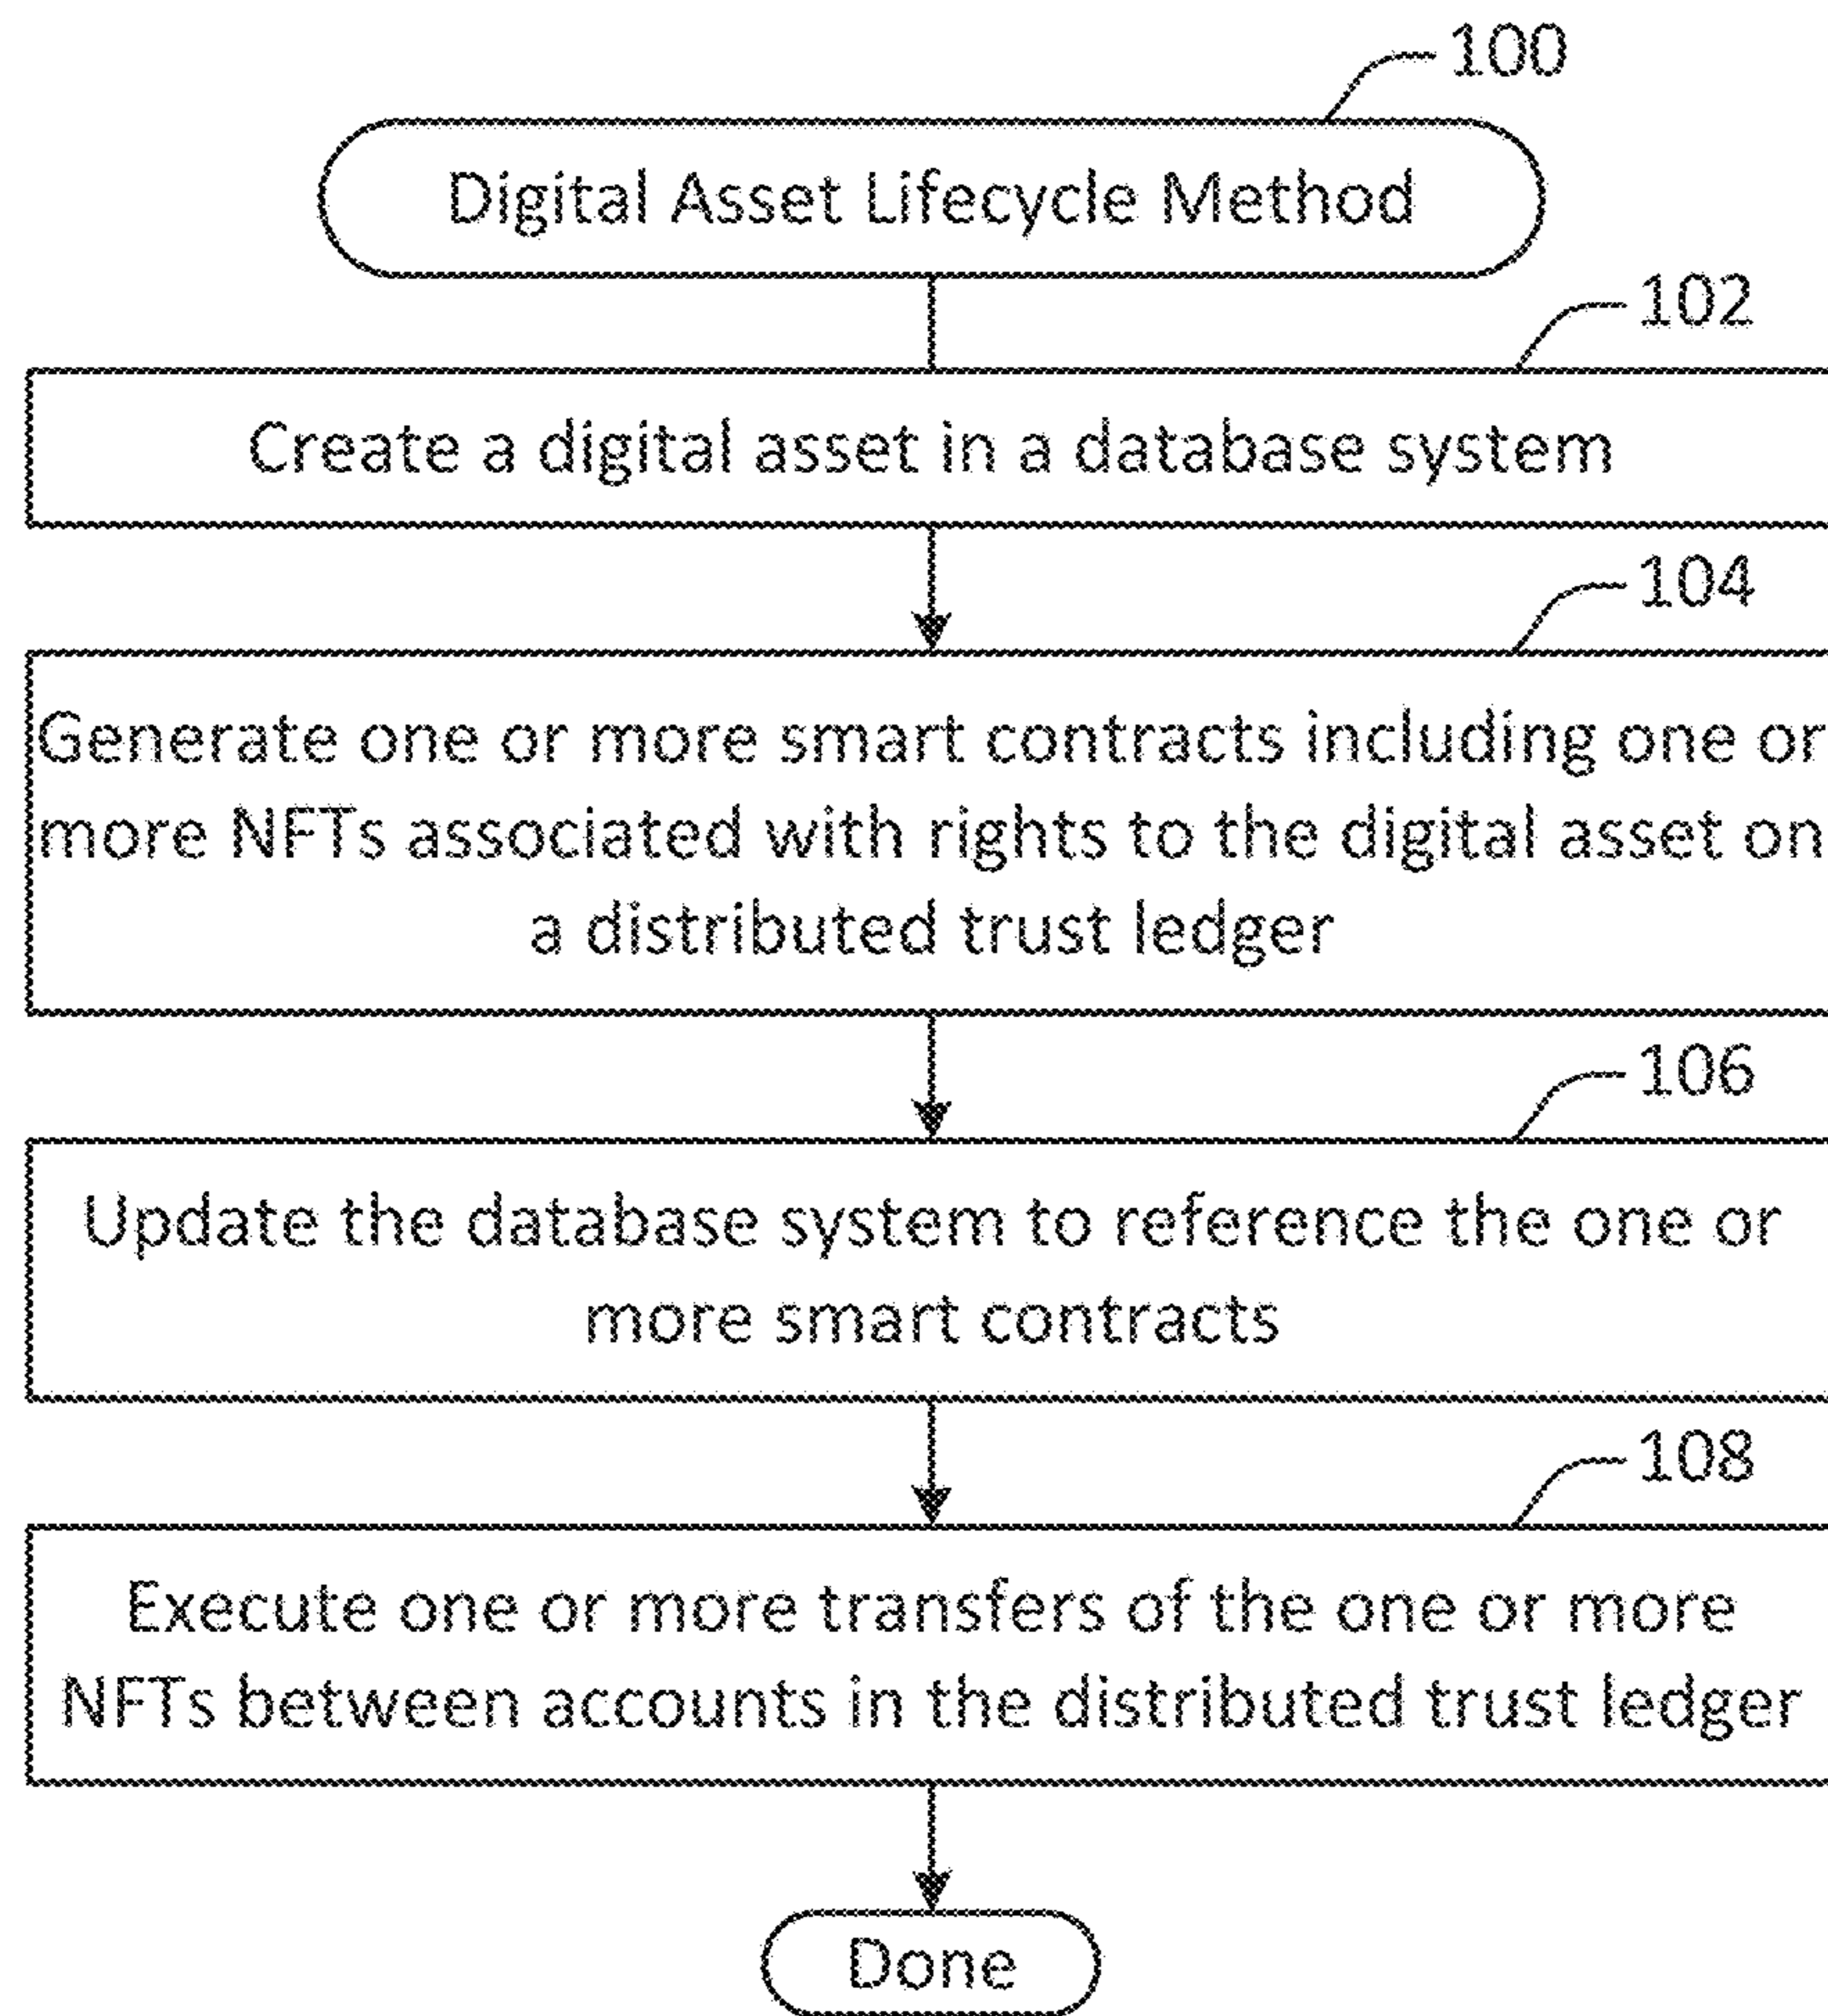 100
Digital Asset Lifecycle Method
102
Create a digital asset in a database system
104
Generate one or more smart contracts including one or
more NFTs associated with rights to the digital asset on
a distributed trust ledger
106
Update the database system to reference the one or
more smart contracts
108
Execute one or more transfers of the one or more
NFTs between accounts in the distributed trust ledger
Done